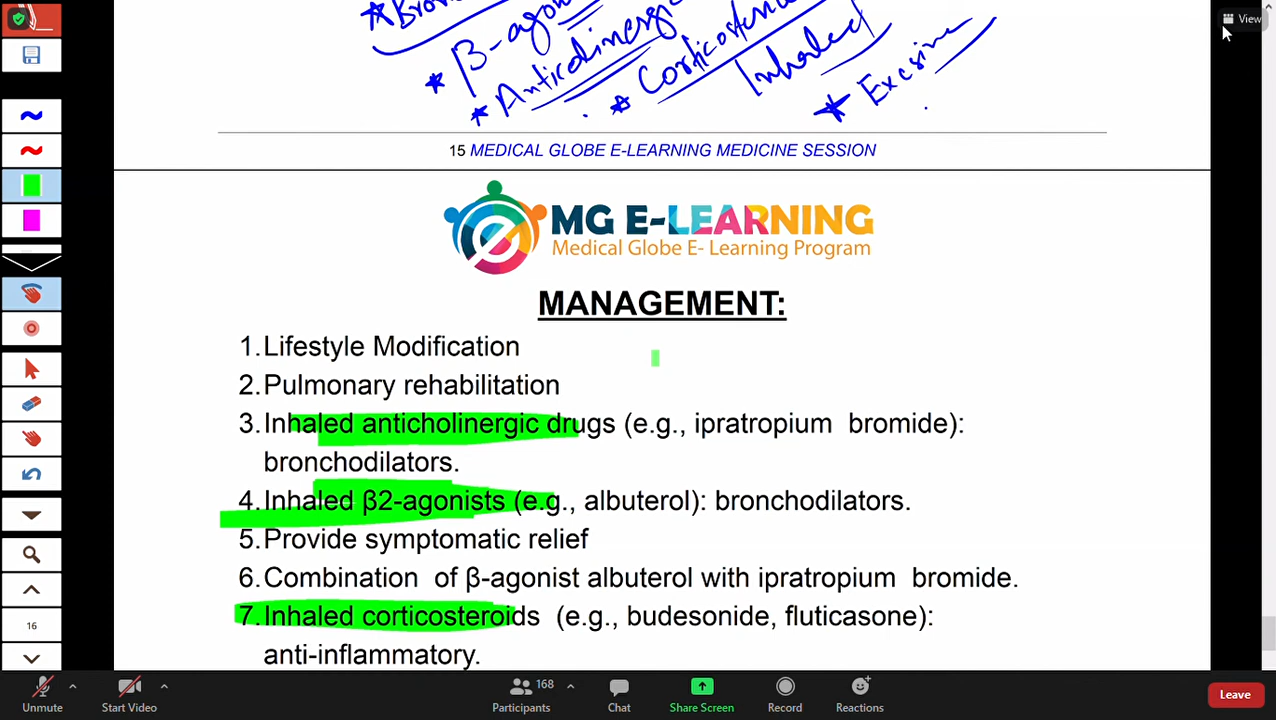 View
β-agon
Anticolinergic
Corticostero
Inhaled
15 MEDICAL GLOBE E-LEARNING MEDICINE SESSION
MG E-LEARNING
Medical Globe E- Learning Program
MANAGEMENT:
1. Lifestyle Modification
2. Pulmonary rehabilitation
3. Inhaled anticholinergic drugs (e.g., ipratropium bromide):
bronchodilators.
4. Inhaled β2-agonists (e.g., albuterol): bronchodilators.
5. Provide symptomatic relief
6. Combination of β-agonist albuterol with ipratropium bromide.
7. Inhaled corticosteroids (e.g., budesonide, fluticasone):
anti-inflammatory.
16
168
Unmute Start Video Participants Chat Share Screen Record Reactions Leave